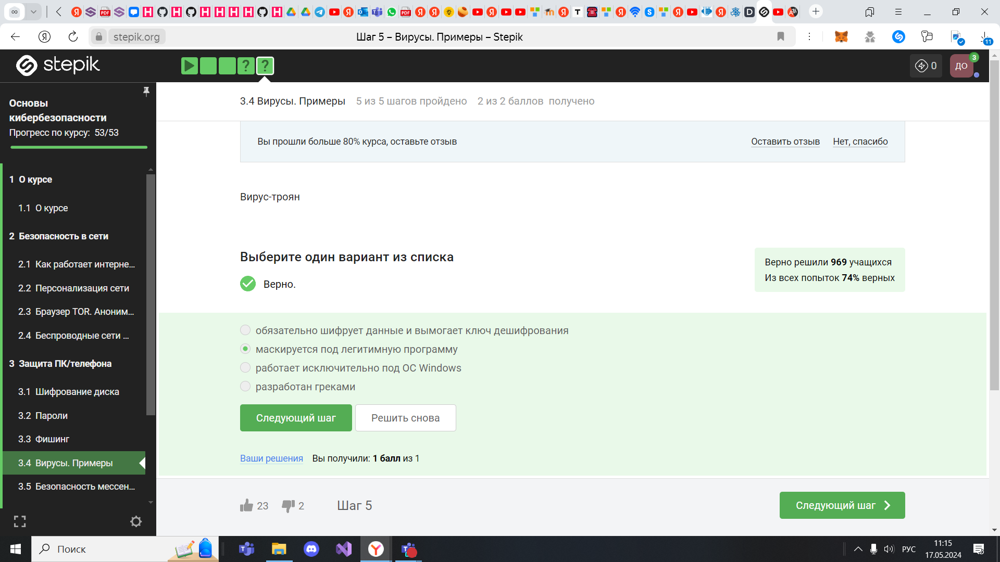 stepik.org
Шаг 5 – Вирусы. Примеры – Stepik
11
stepik
0
ДО
3
Основы
кибербезопасности
Прогресс по курсу: 53/53
3.4 Вирусы. Примеры 5 из 5 шагов пройдено 2 из 2 баллов получено
Вы прошли больше 80% курса, оставьте отзыв
Оставить отзыв
Нет, спасибо
1 О курсе
1.1 О курсе
2 Безопасность в сети
2.1 Как работает интерне...
2.2 Персонализация сети
2.3 Браузер TOR. Аноним...
2.4 Беспроводные сети ...
3 Защита ПК/телефона
3.1 Шифрование диска
3.2 Пароли
3.3 Фишинг
3.4 Вирусы. Примеры
3.5 Безопасность мессен...
Вирус-троян
Выберите один вариант из списка
Верно.
Верно решили 969 учащихся
Из всех попыток 74% верных
обязательно шифрует данные и вымогает ключ дешифрования
маскируется под легитимную программу
работает исключительно под ОС Windows
разработан греками
Следующий шаг
Решить снова
Ваши решения Вы получили: 1 балл из 1
23
2
Шаг 5
Следующий шаг
Поиск
РУС
11:15
17.05.2024